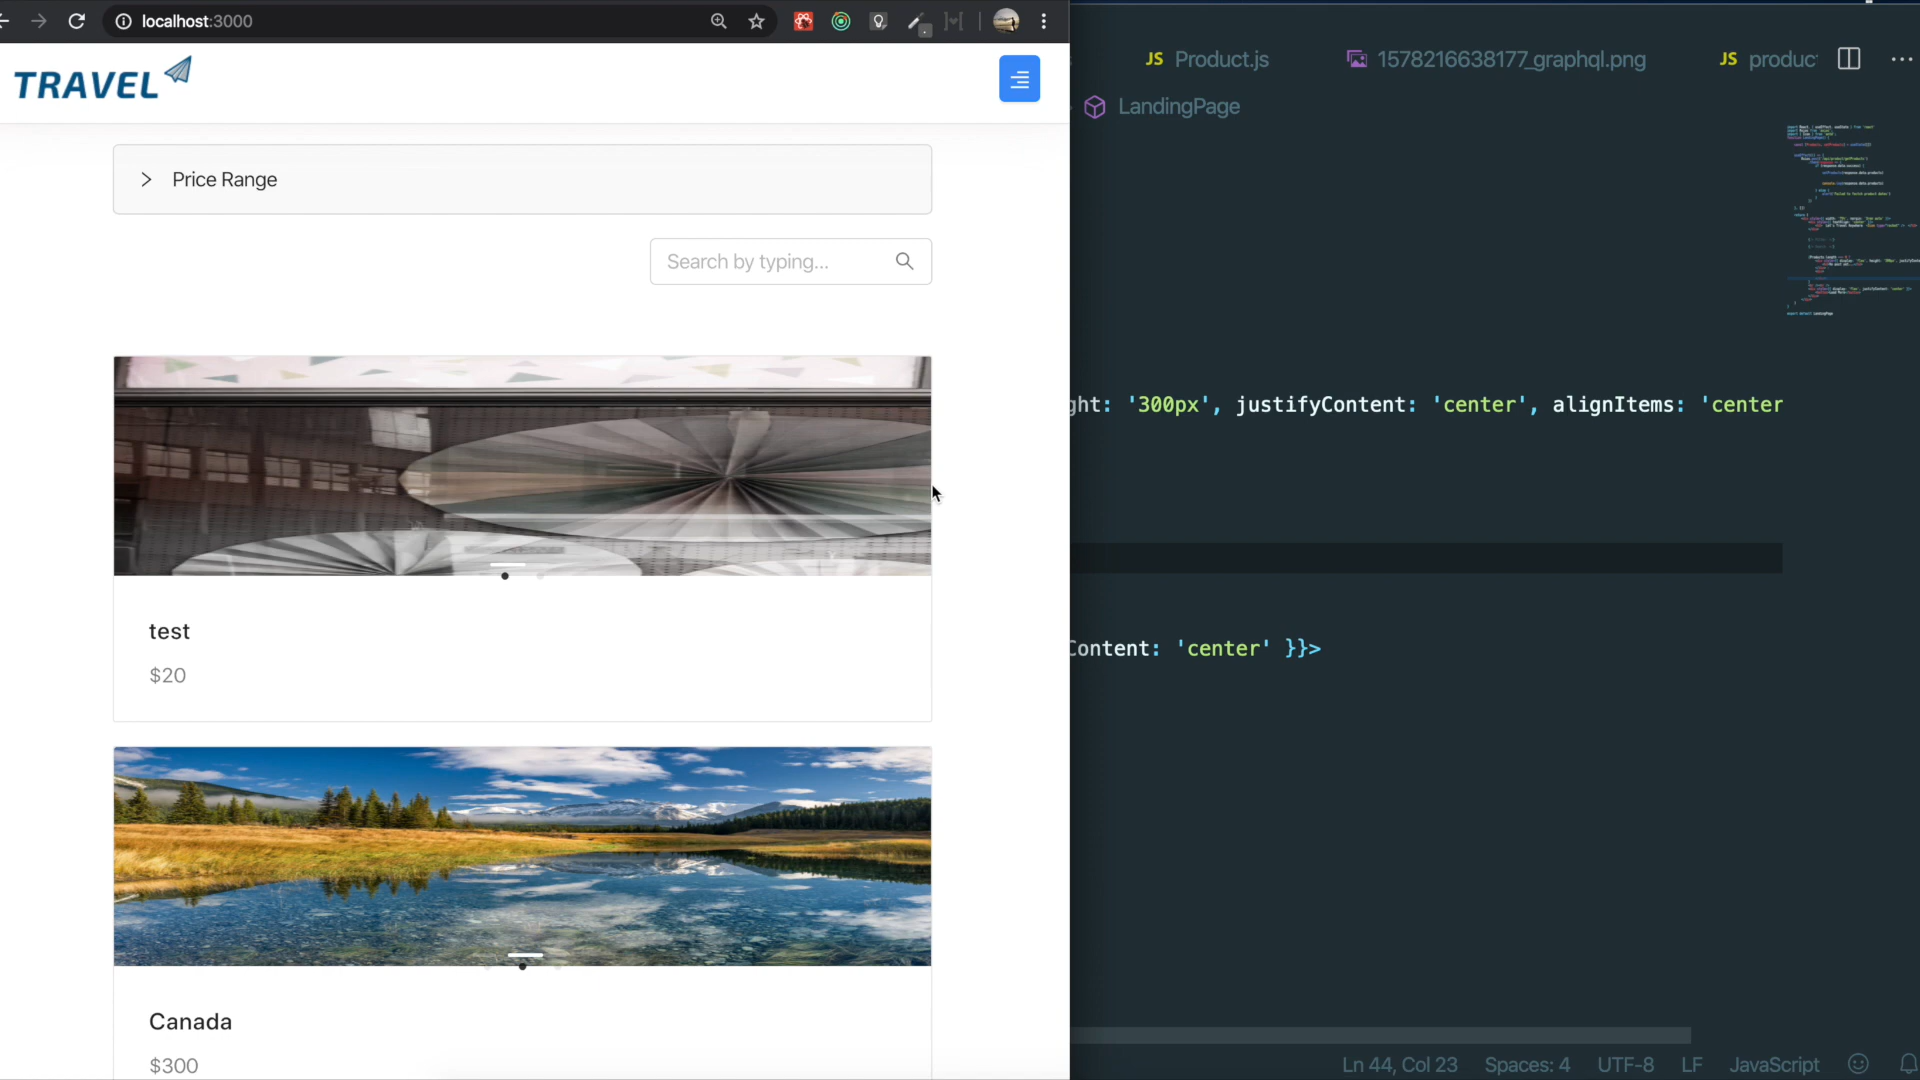 localhost:3000
TRAVEL
Price Range
Search by typing...
test
$20
Canada
$300
JS Product.js
1578216638177_graphql.png
JS produc
LandingPage
ght: '300px', justifyContent: 'center', alignItems: 'center
Content: 'center' }}>
Ln 44, Col 23 Spaces: 4 UTF-8 LF JavaScript